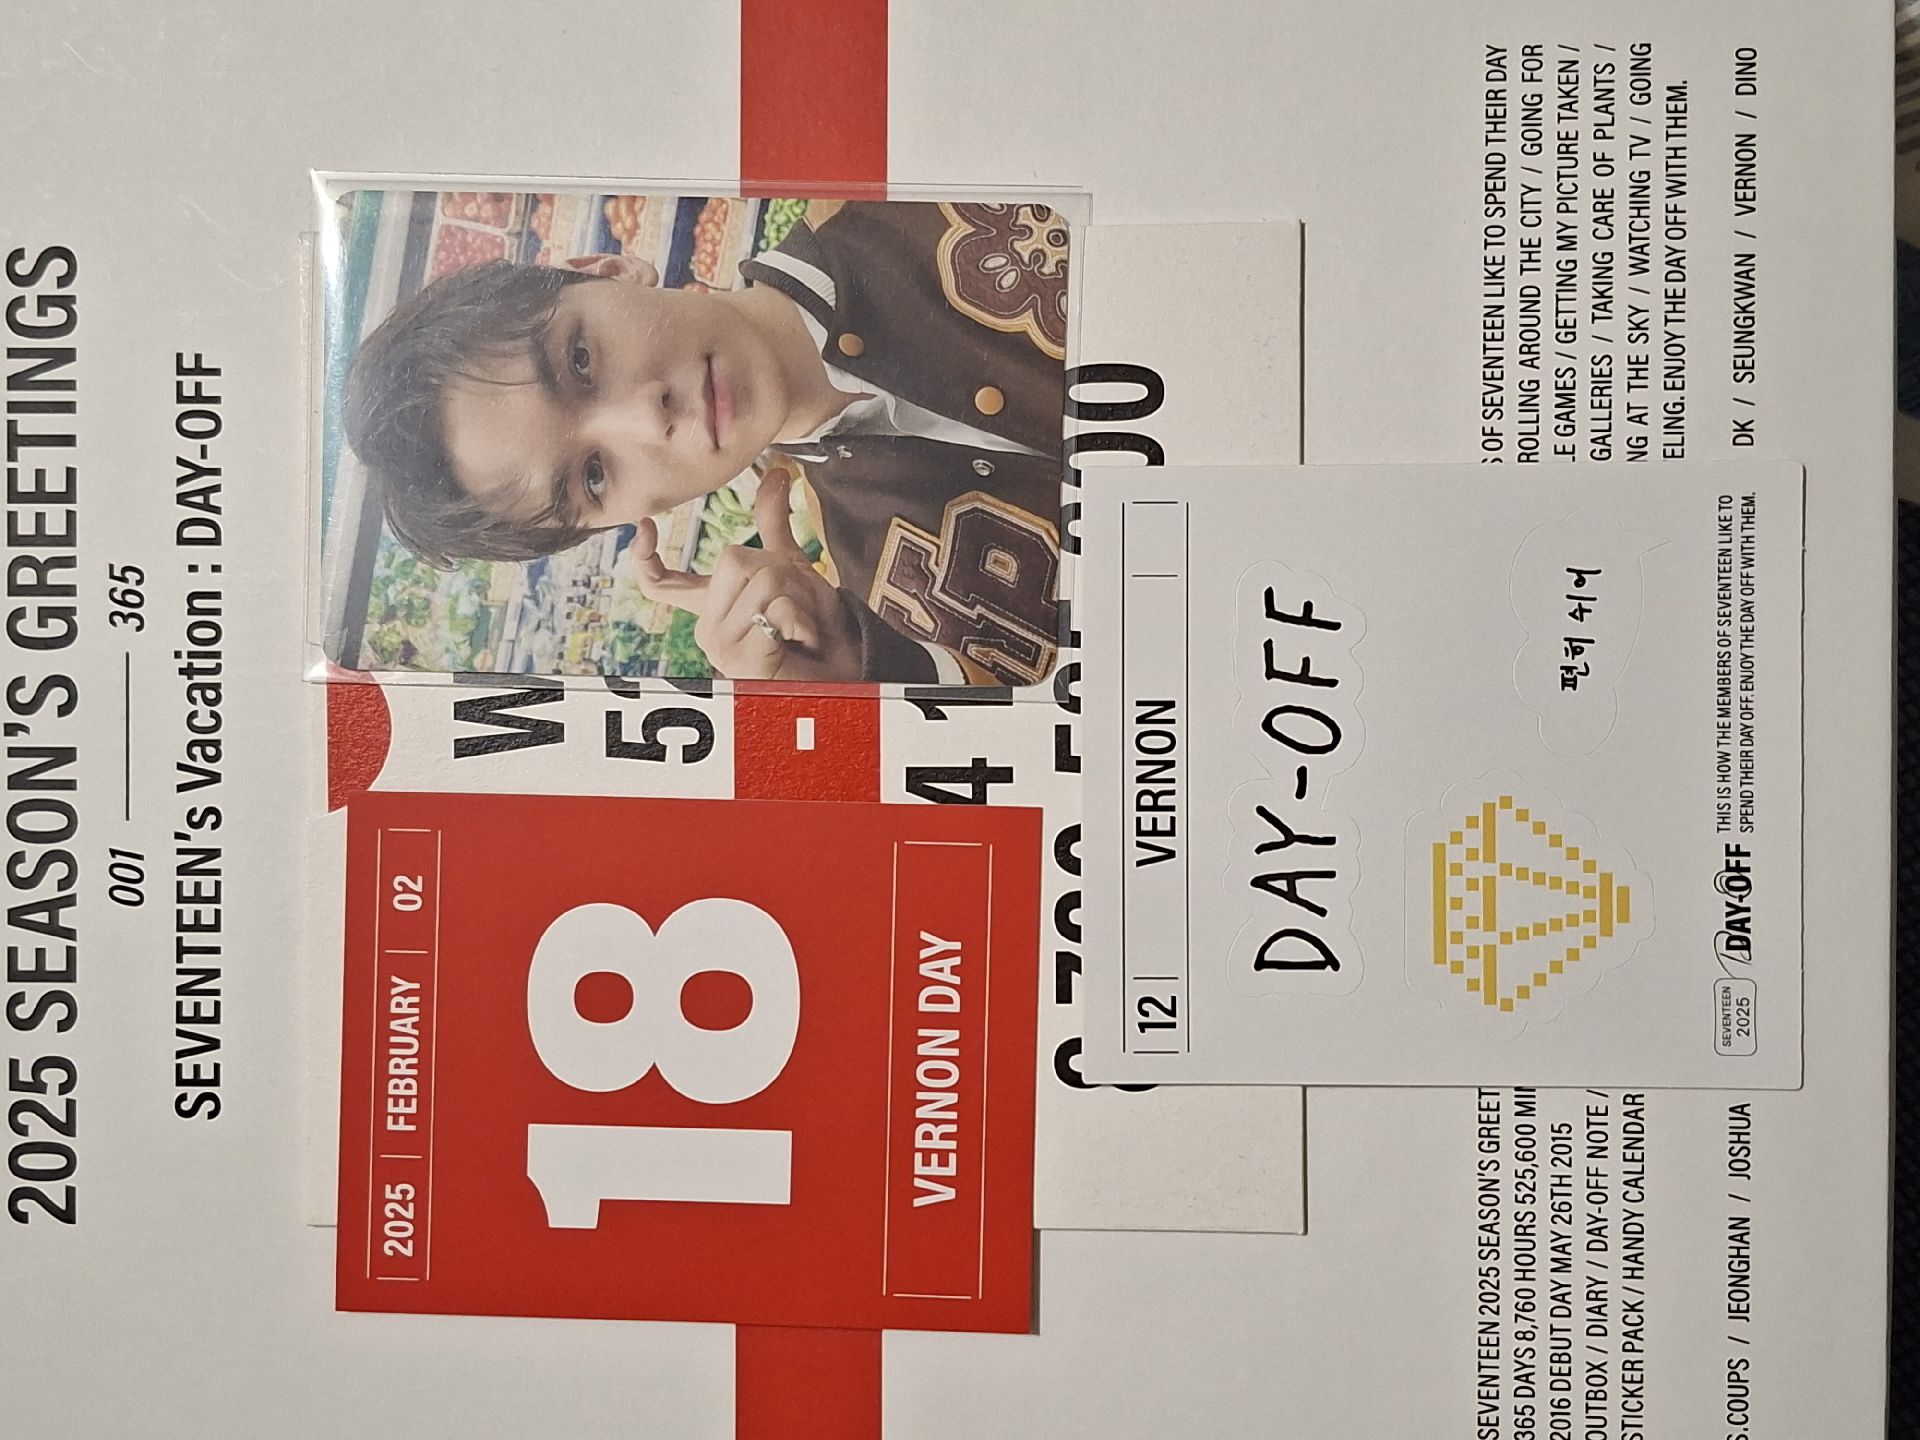 2025 SEASON'S GREETINGS
001 365
SEVENTEEN's Vacation : DAY-OFF
W
52
-
4 1
2025 FEBRUARY 02
18
VERNON DAY
12 VERNON
DAY-OFF
편히 쉬어
SEVENTEEN
2025
DAY-OFF
THIS IS HOW THE MEMBERS OF SEVENTEEN LIKE TO
SPEND THEIR DAY OFF. ENJOY THE DAY OFF WITH THEM.
SEVENTEEN 2025 SEASON'S GREET
365 DAYS 8,760 HOURS 525,600 MIN
2016 DEBUT DAY MAY 26TH 2015
OUTBOX / DIARY / DAY-OFF NOTE /
STICKER PACK / HANDY CALENDAR
OF SEVENTEEN LIKE TO SPEND THEIR DAY
ROLLING AROUND THE CITY / GOING FOR
LE GAMES / GETTING MY PICTURE TAKEN /
GALLERIES / TAKING CARE OF PLANTS /
NG AT THE SKY / WATCHING TV / GOING
ELING. ENJOY THE DAY OFF WITH THEM.
S.COUPS / JEONGHAN / JOSHUA
DK / SEUNGKWAN / VERNON / DINO